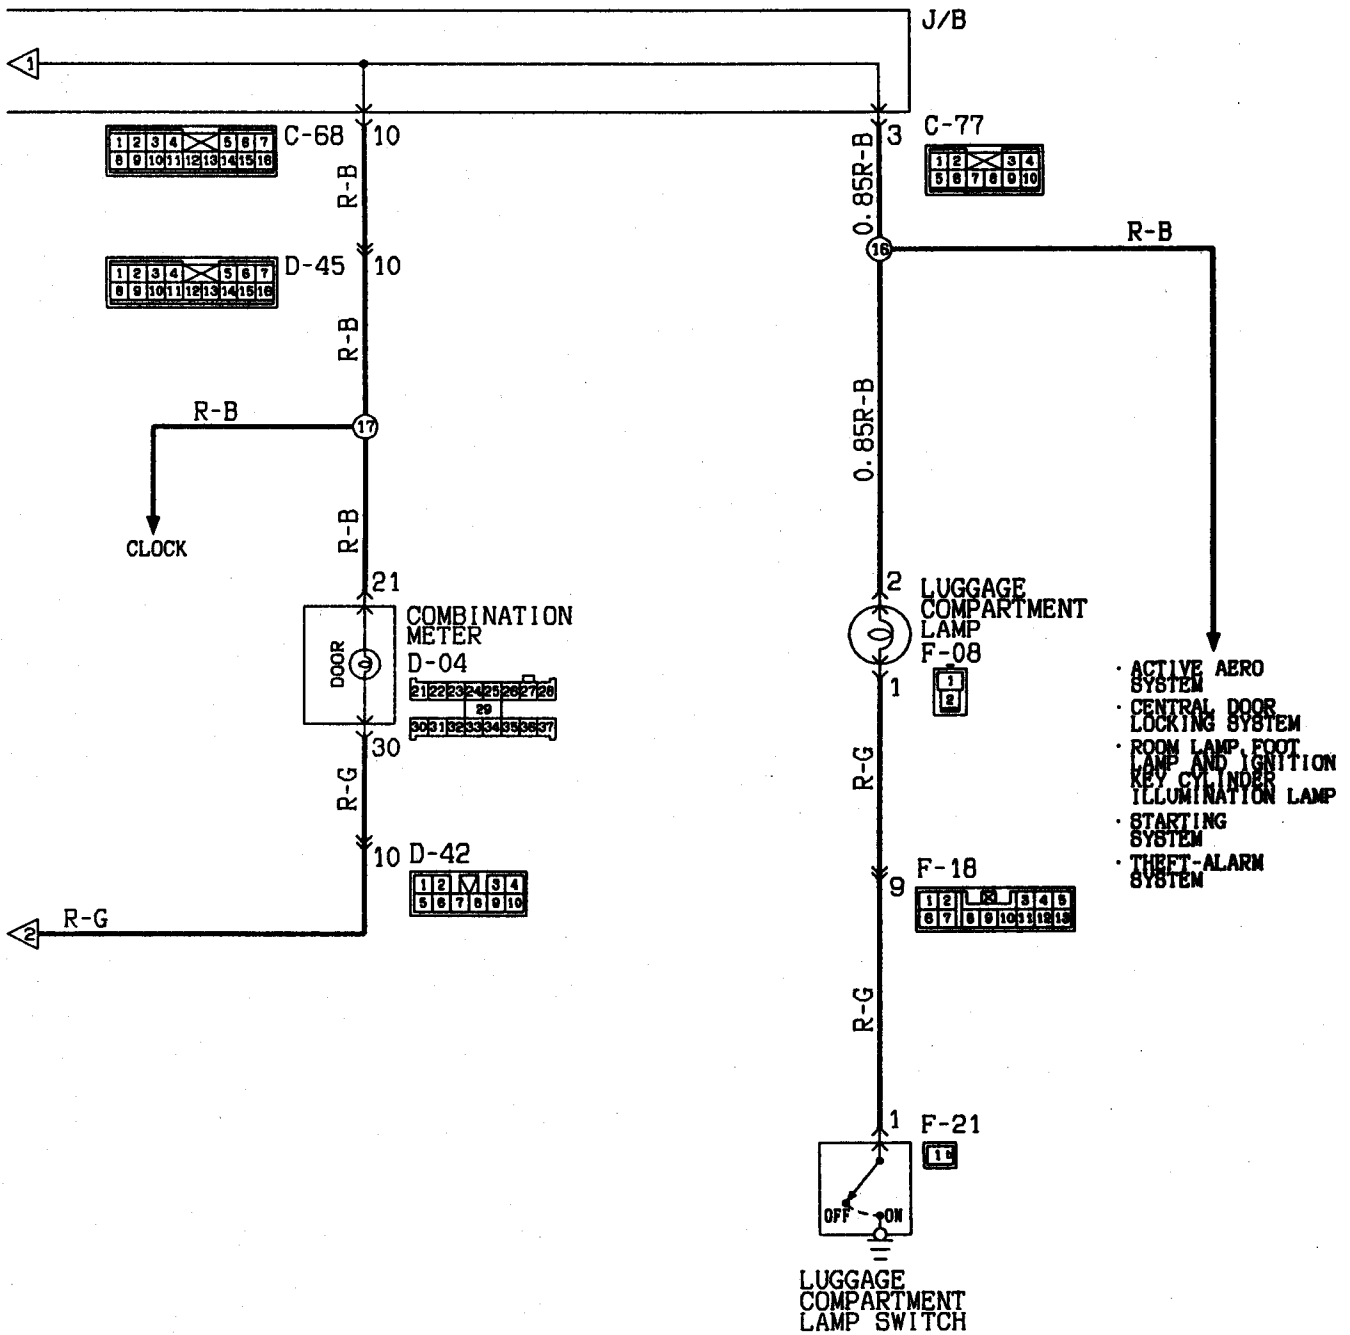 J/B
1
C-68
10
3
C-77
1 2 3 4 5 6 7
8 9 10 11 12 13 14 15 16
1 2 3 4
5 6 7 8 9 10
R-B
0.85R-B
16
R-B
D-45
10
1 2 3 4 5 6 7
8 9 10 11 12 13 14 15 16
R-B
R-B
17
0.85R-B
R-B
CLOCK
21
COMBINATION
METER
D-04
DOOR
21 22 23 24 25 26 27 28
29
30 31 32 33 34 35 36 37
30
2
LUGGAGE
COMPARTMENT
LAMP
F-08
1
2
1
· ACTIVE AERO
SYSTEM
· CENTRAL DOOR
LOCKING SYSTEM
· ROOM LAMP,FOOT
LAMP AND IGNITION
KEY CYLINDER
ILLUMINATION LAMP
· STARTING
SYSTEM
· THEFT-ALARM
SYSTEM
R-G
R-G
10
D-42
1 2 3 4
5 6 7 8 9 10
9
F-18
1 2 3 4 5
6 7 8 9 10 11 12 13
2
R-G
R-G
1
F-21
1
OFF
ON
LUGGAGE
COMPARTMENT
LAMP SWITCH